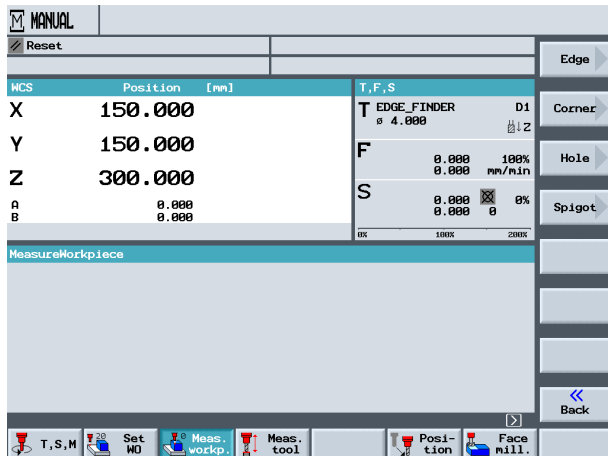 M MANUAL
Reset
WCS Position [mm]
X 150.000
Y 150.000
Z 300.000
A 0.000
B 0.000
T,F,S
T EDGE_FINDER D1
ø 4.000
Z
F 0.000 100%
0.000 mm/min
S 0.000 0%
0.000 0
0% 100% 200%
MeasureWorkpiece
Edge
Corner
Hole
Spigot
«
Back
T,S,M
20
Set
WO
0
Meas.
workp.
Meas.
tool
Posi-
tion
Face
mill.